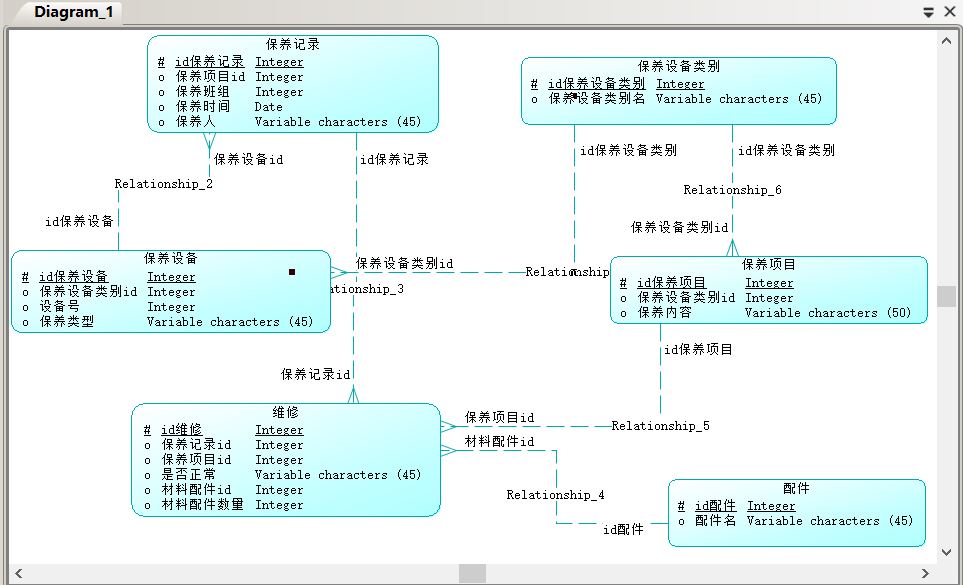 Diagram_1
保养记录
# id保养记录 Integer
o 保养项目id Integer
o 保养班组 Integer
o 保养时间 Date
o 保养人 Variable characters (45)
保养设备类别
# id保养设备类别 Integer
o 保养设备类别名 Variable characters (45)
保养设备id
id保养记录
id保养设备类别
id保养设备类别
Relationship_2
Relationship_6
id保养设备
保养设备类别id
保养设备
# id保养设备 Integer
o 保养设备类别id Integer
o 设备号 Integer
o 保养类型 Variable characters (45)
保养设备类别id
Relationship
ationship_3
保养项目
# id保养项目 Integer
o 保养设备类别id Integer
o 保养内容 Variable characters (50)
id保养项目
保养记录id
维修
# id维修 Integer
o 保养记录id Integer
o 保养项目id Integer
o 是否正常 Variable characters (45)
o 材料配件id Integer
o 材料配件数量 Integer
保养项目id
Relationship_5
材料配件id
Relationship_4
id配件
配件
# id配件 Integer
o 配件名 Variable characters (45)